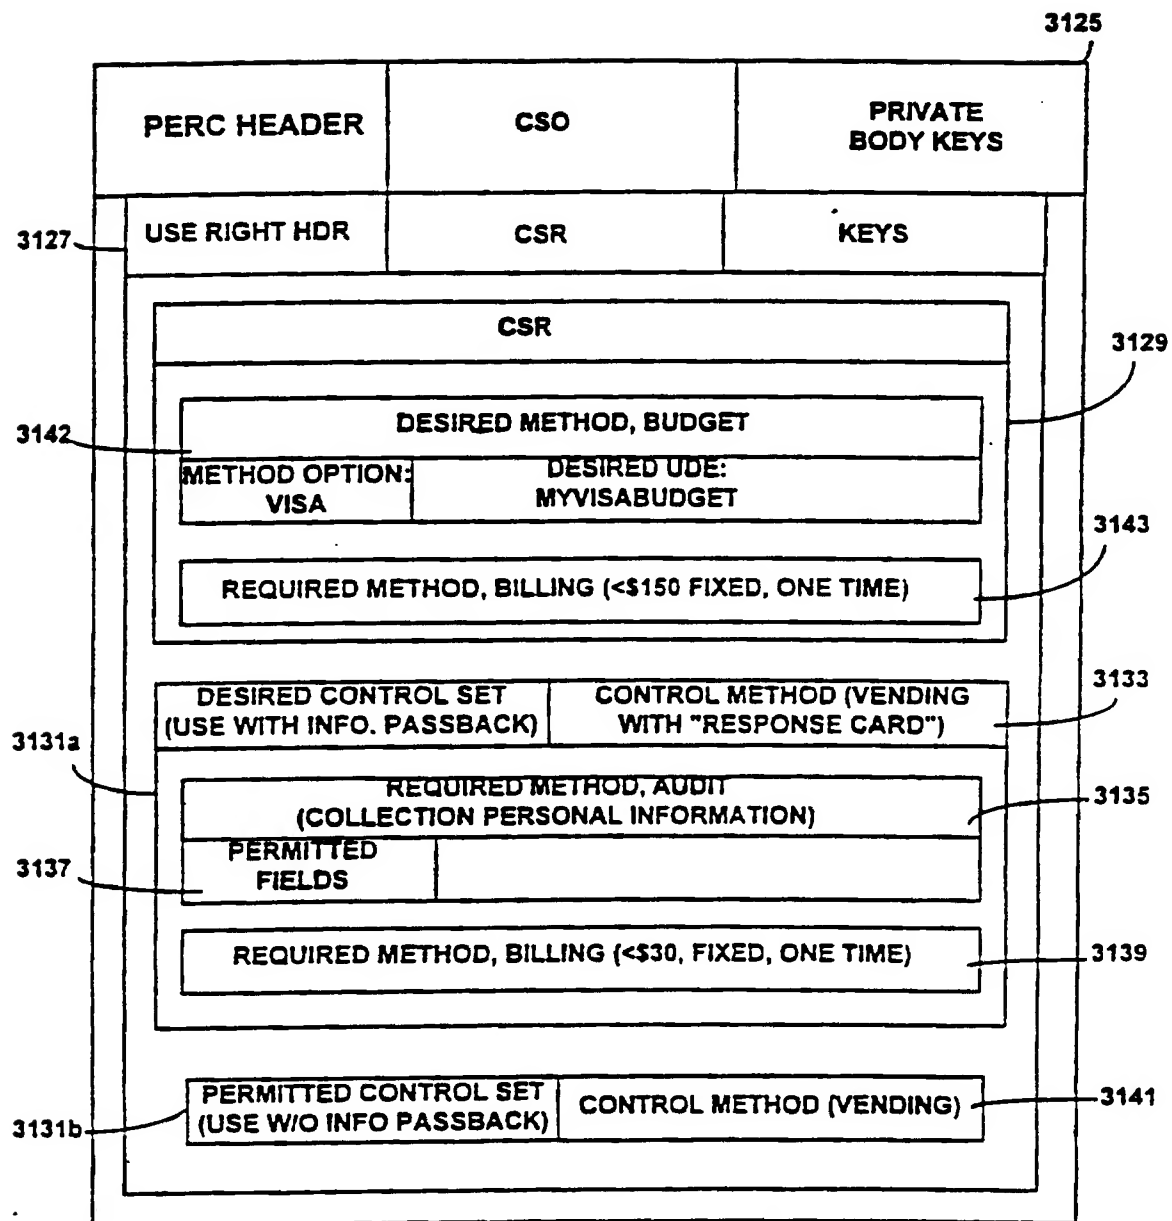 3125
PERC HEADER
CSO
PRIVATE
BODY KEYS
3127
USE RIGHT HDR
CSR
KEYS
CSR
3129
DESIRED METHOD, BUDGET
3142
METHOD OPTION:
VISA
DESIRED UDE:
MYVISABUDGET
3143
REQUIRED METHOD, BILLING (<$150 FIXED, ONE TIME)
DESIRED CONTROL SET
(USE WITH INFO. PASSBACK)
CONTROL METHOD (VENDING
WITH "RESPONSE CARD")
3133
3131a
REQUIRED METHOD, AUDIT
(COLLECTION PERSONAL INFORMATION)
3135
3137
PERMITTED
FIELDS
REQUIRED METHOD, BILLING (<$30, FIXED, ONE TIME)
3139
PERMITTED CONTROL SET
(USE W/O INFO PASSBACK)
CONTROL METHOD (VENDING)
3141
3131b